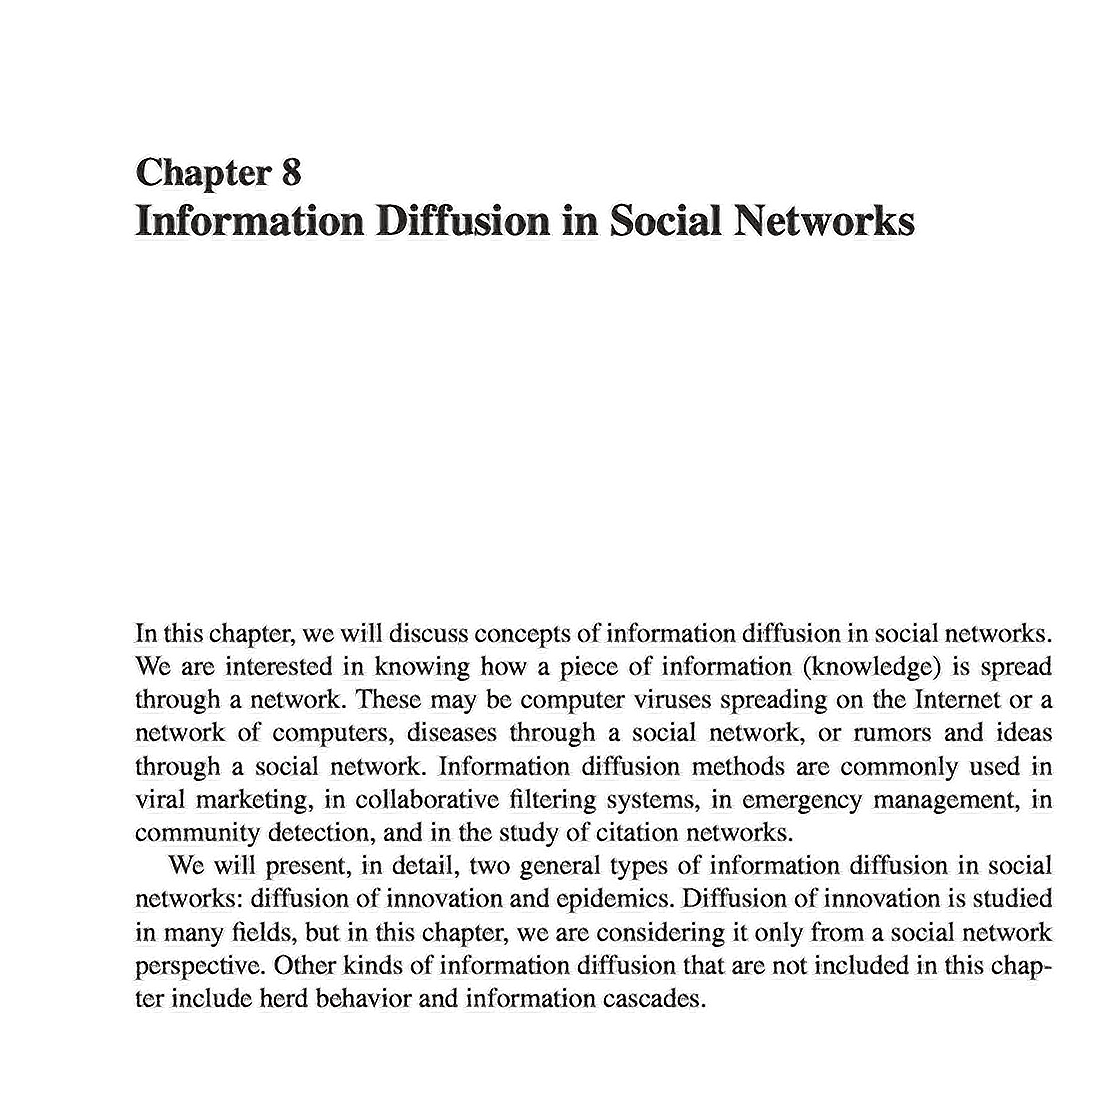 Chapter 8
Information Diffusion in Social Networks
In this chapter, we will discuss concepts of information diffusion in social networks.
We are interested in knowing how a piece of information (knowledge) is spread
through a network. These may be computer viruses spreading on the Internet or a
network of computers, diseases through a social network, or rumors and ideas
through a social network. Information diffusion methods are commonly used in
viral marketing, in collaborative filtering systems, in emergency management, in
community detection, and in the study of citation networks.
We will present, in detail, two general types of information diffusion in social
networks: diffusion of innovation and epidemics. Diffusion of innovation is studied
in many fields, but in this chapter, we are considering it only from a social network
perspective. Other kinds of information diffusion that are not included in this chap-
ter include herd behavior and information cascades.